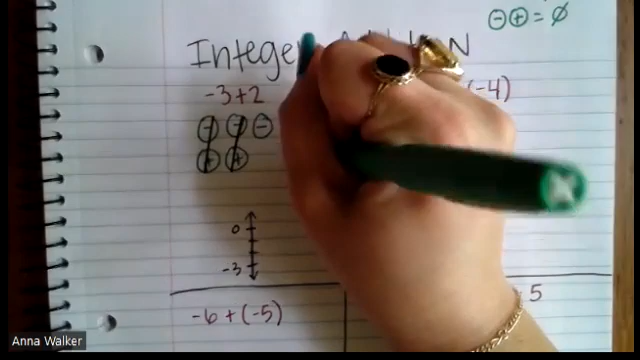 ⊖⊕ = ∅
Integer
-3+2
(-4)
⊖ ⊖ ⊖
⊕ ⊕
0
-3
-6 + (-5)
5
Anna Walker